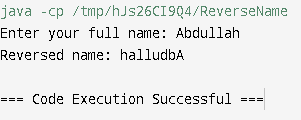 java -cp /tmp/hJs26CI9Q4/ReverseName
Enter your full name: Abdullah
Reversed name: halludbA
=== Code Execution Successful ===